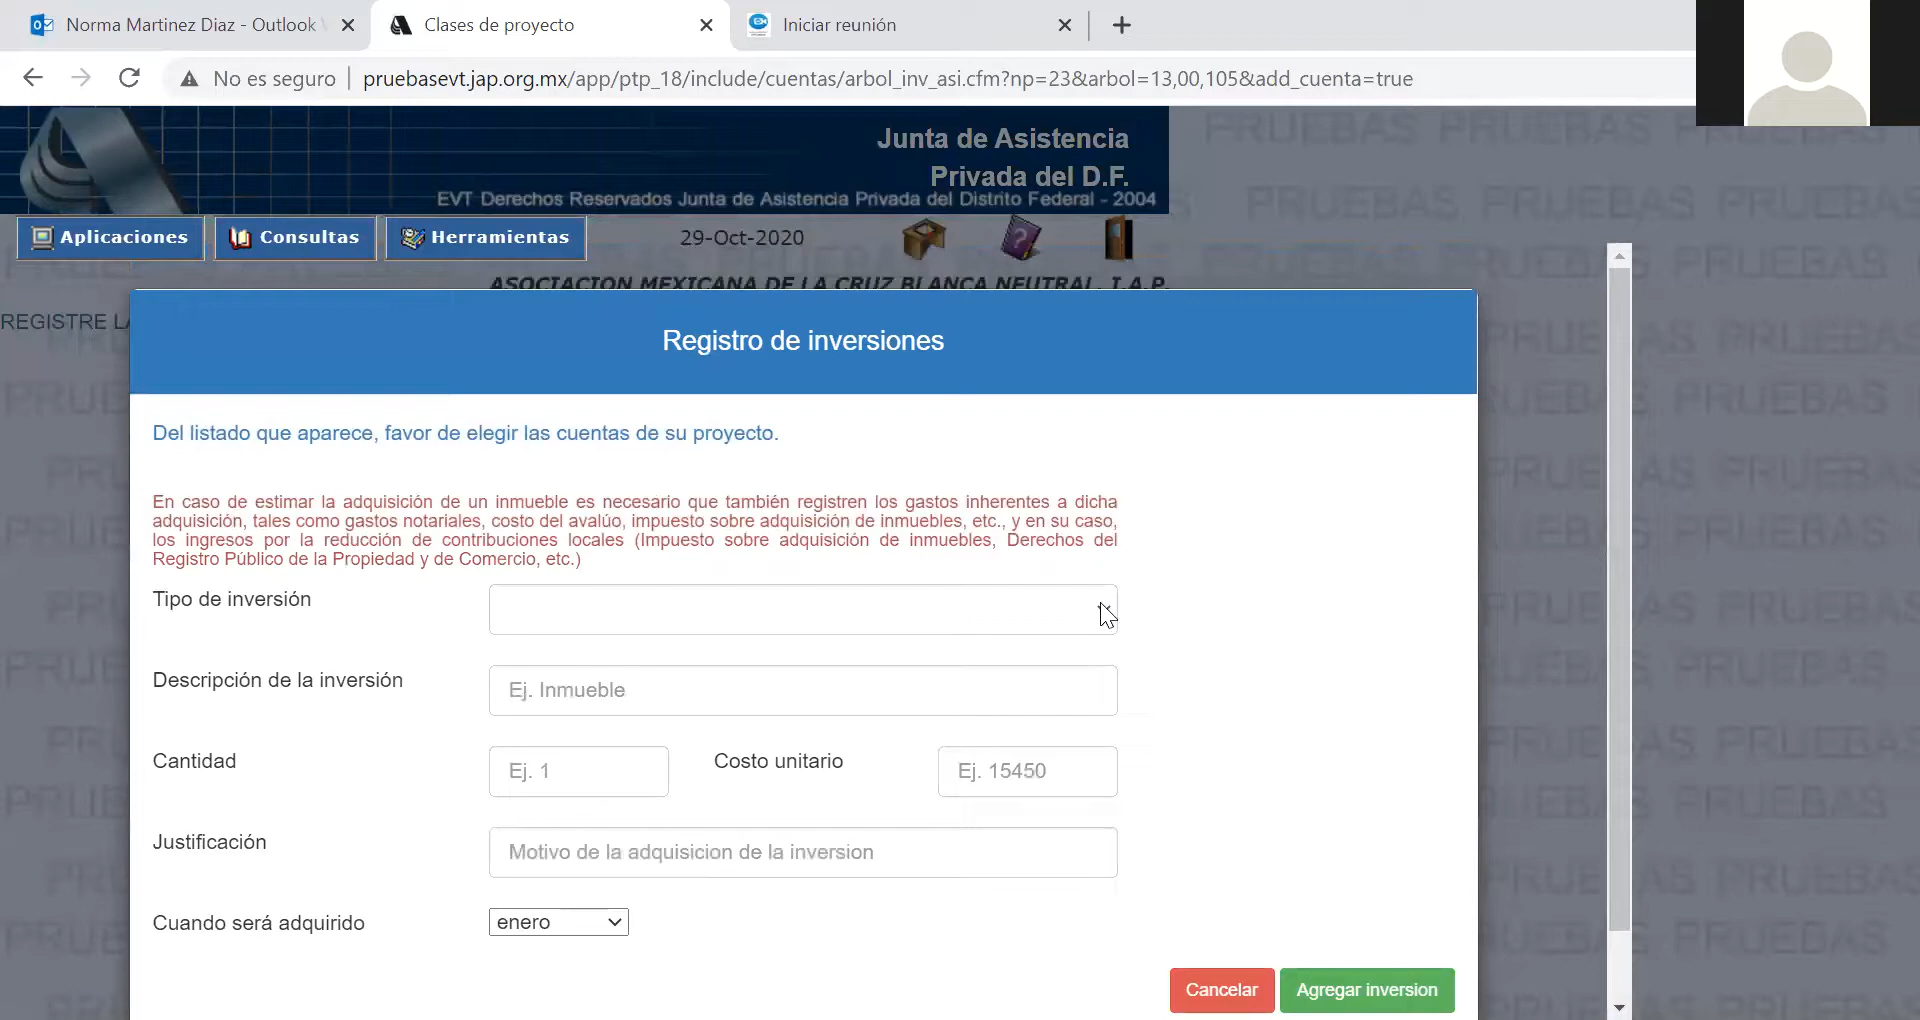 Norma Martinez Diaz - Outlook
Clases de proyecto
Iniciar reunión
No es seguro
pruebasevt.jap.org.mx/app/ptp_18/include/cuentas/arbol_inv_asi.cfm?np=23&arbol=13,00,105&add_cuenta=true
Junta de Asistencia
Privada del D.F.
EVT Derechos Reservados Junta de Asistencia Privada del Distrito Federal - 2004
Aplicaciones
Consultas
Herramientas
29-Oct-2020
ASOCIACION MEXICANA DE LA CRUZ BLANCA NEUTRAL, I.A.P.
REGISTRE
Registro de inversiones
Del listado que aparece, favor de elegir las cuentas de su proyecto.
En caso de estimar la adquisición de un inmueble es necesario que también registren los gastos inherentes a dicha
adquisición, tales como gastos notariales, costo del avalúo, impuesto sobre adquisición de inmuebles, etc., y en su caso,
los ingresos por la reducción de contribuciones locales (Impuesto sobre adquisición de inmuebles, Derechos del
Registro Público de la Propiedad y de Comercio, etc.)
Tipo de inversión
Descripción de la inversión
Ej. Inmueble
Cantidad
Ej. 1
Costo unitario
Ej. 15450
Justificación
Motivo de la adquisicion de la inversion
Cuando será adquirido
enero
Cancelar
Agregar inversion
PRUEBAS PRUEBAS